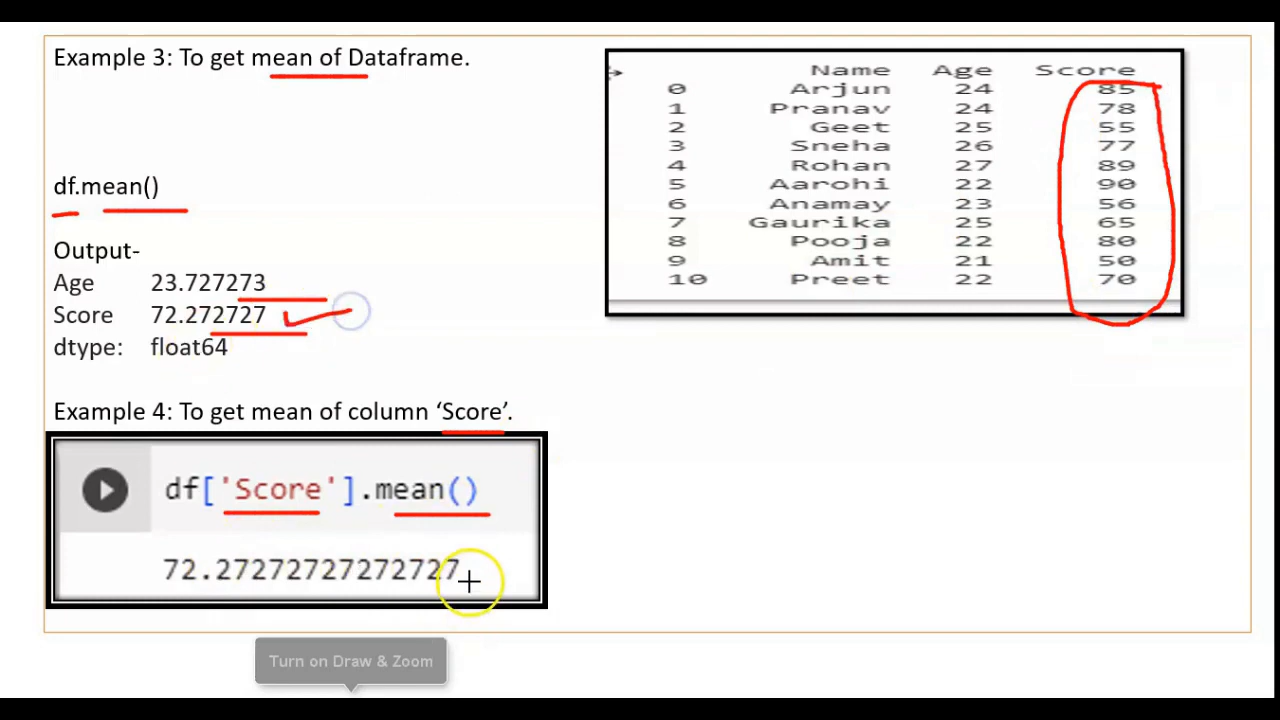 Example 3: To get mean of Dataframe.
df.mean()
Output-
Age 23.727273
Score 72.272727
dtype: float64
Example 4: To get mean of column ‘Score’.
df['Score'].mean()
72.27272727272727
Name Age Score
0 Arjun 24 85
1 Pranav 24 78
2 Geet 25 55
3 Sneha 26 77
4 Rohan 27 89
5 Aarohi 22 90
6 Anamay 23 56
7 Gaurika 25 65
8 Pooja 22 80
9 Amit 21 50
10 Preet 22 70
Turn on Draw & Zoom